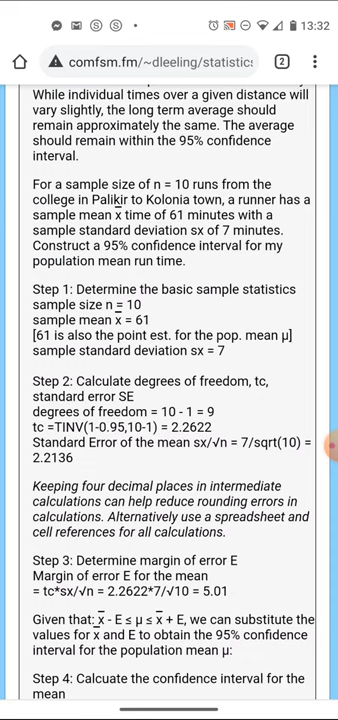 13:32
comfsm.fm/~dleeling/statistics
2
While individual times over a given distance will
vary slightly, the long term average should
remain approximately the same. The average
should remain within the 95% confidence
interval.
For a sample size of n = 10 runs from the
college in Palikir to Kolonia town, a runner has a
sample mean x̅ time of 61 minutes with a
sample standard deviation sx of 7 minutes.
Construct a 95% confidence interval for my
population mean run time.
Step 1: Determine the basic sample statistics
sample size n = 10
sample mean x̅ = 61
[61 is also the point est. for the pop. mean μ]
sample standard deviation sx = 7
Step 2: Calculate degrees of freedom, tc,
standard error SE
degrees of freedom = 10 - 1 = 9
tc =TINV(1-0.95,10-1) = 2.2622
Standard Error of the mean sx/√n = 7/sqrt(10) =
2.2136
Keeping four decimal places in intermediate
calculations can help reduce rounding errors in
calculations. Alternatively use a spreadsheet and
cell references for all calculations.
Step 3: Determine margin of error E
Margin of error E for the mean
= tc*sx/√n = 2.2622*7/√10 = 5.01
Given that: x̅ - E ≤ μ ≤ x̅ + E, we can substitute the
values for x̅ and E to obtain the 95% confidence
interval for the population mean μ:
Step 4: Calcuate the confidence interval for the
mean